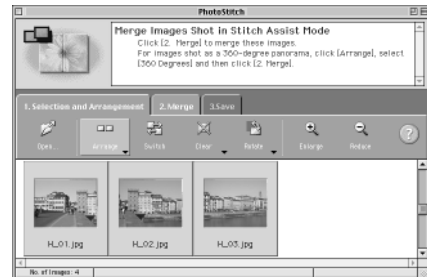 PhotoStitch
Merge Images Shot in Stitch Assist Mode
Click [2. Merge] to merge these images.
For images shot as a 360-degree panorama, click [Arrange], select
[360 Degrees] and then click [2. Merge].
1.Selection and Arrangement 2.Merge 3.Save
Open... Arrange Switch Clear Rotate Enlarge Reduce ?
H_01.jpg H_02.jpg H_03.jpg
No. of Images: 4